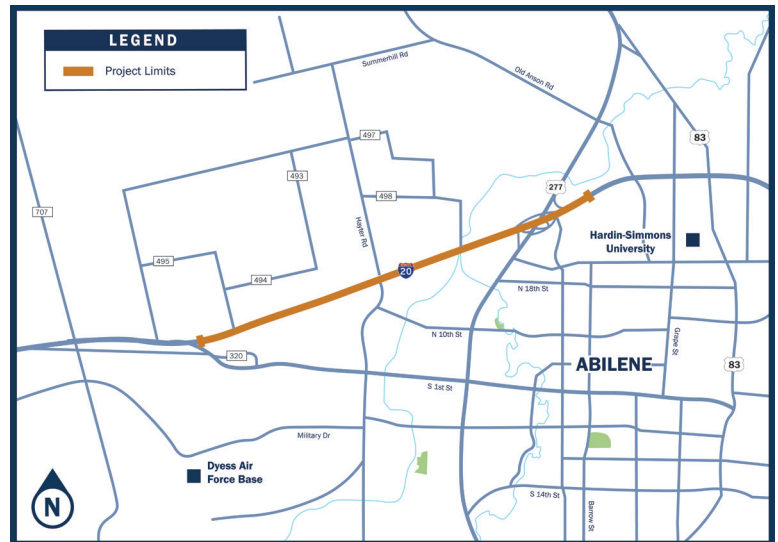 LEGEND
Project Limits
Summerhill Rd
Old Anson Rd
83
497
493
277
498
707
Hayter Rd
Hardin-Simmons
University
495
20
494
N 18th St
N 10th St
Grape St
320
ABILENE
83
S 1st St
Military Dr
Dyess Air
Force Base
S 14th St
Barrow St
N